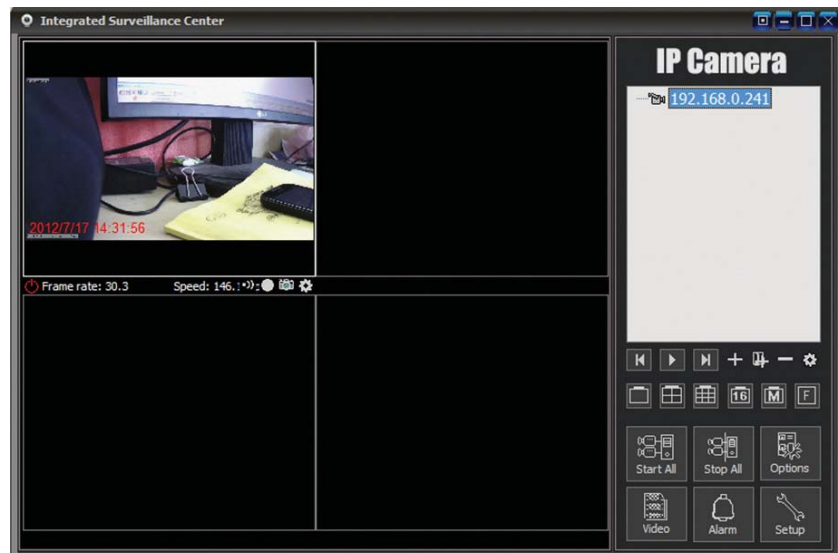 Integrated Surveillance Center
IP Camera
192.168.0.241
2012/7/17 14:31:56
Frame rate: 30.3 Speed: 146.
16 M F
Start All Stop All Options
Video Alarm Setup